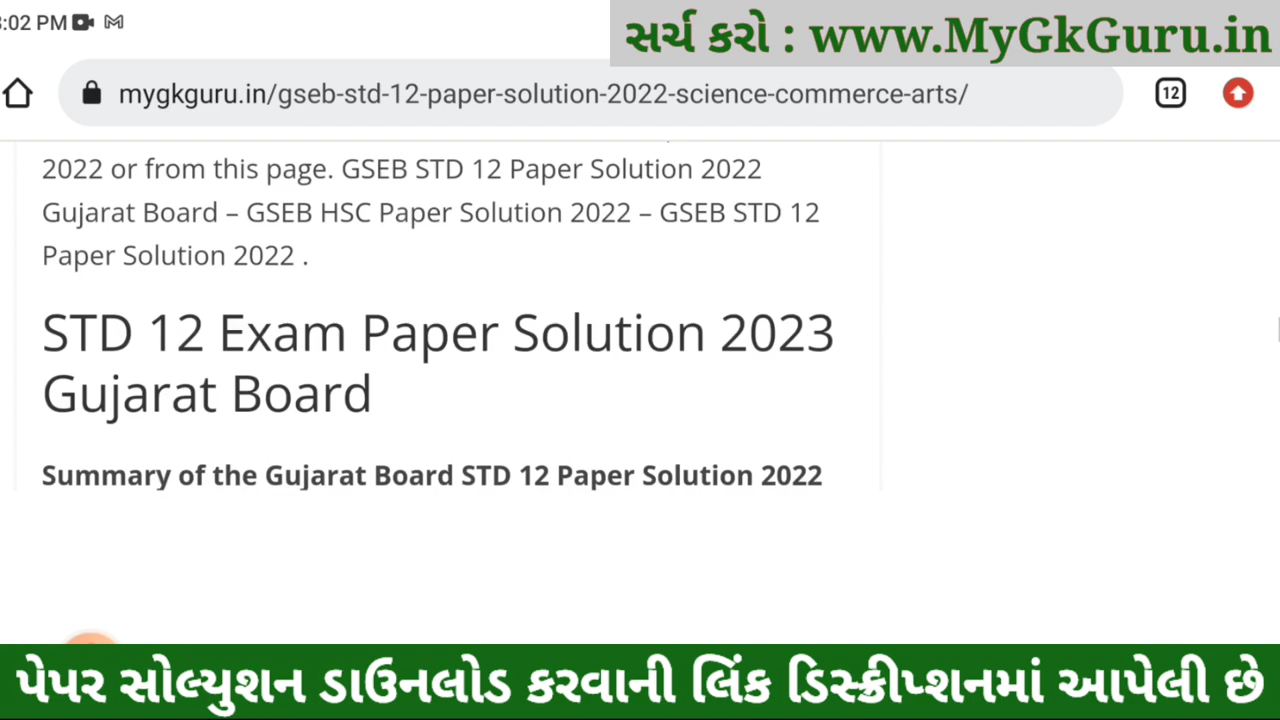 :02 PM
સર્ચ કરો : www.MyGkGuru.in
mygkguru.in/gseb-std-12-paper-solution-2022-science-commerce-arts/
12
2022 or from this page. GSEB STD 12 Paper Solution 2022
Gujarat Board – GSEB HSC Paper Solution 2022 – GSEB STD 12
Paper Solution 2022 .
STD 12 Exam Paper Solution 2023
Gujarat Board
Summary of the Gujarat Board STD 12 Paper Solution 2022
પેપર સોલ્યુશન ડાઉનલોડ કરવાની લિંક ડિસ્ક્રીપ્શનમાં આપેલી છે